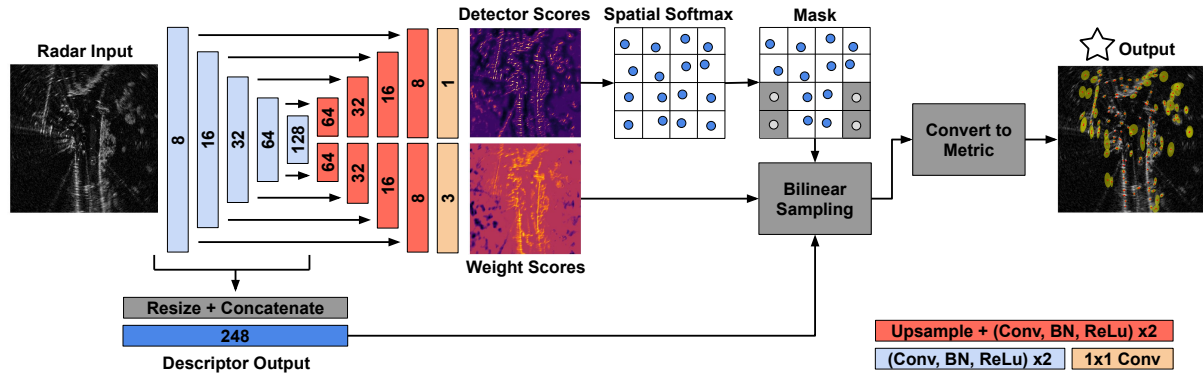 Radar Input
8
16
32
64
128
64
32
16
8
1
64
32
16
8
3
Detector Scores
Weight Scores
Spatial Softmax
Mask
Bilinear
Sampling
Convert to
Metric
Output
Resize + Concatenate
248
Descriptor Output
Upsample + (Conv, BN, ReLu) x2
(Conv, BN, ReLu) x2
1x1 Conv